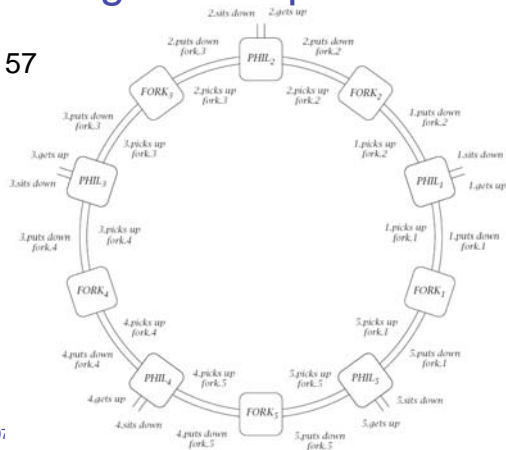 57
2.sits down
2.gets up
PHIL2
2.puts down
fork.3
2.puts down
fork.2
2.picks up
fork.3
2.picks up
fork.2
FORK3
FORK2
3.puts down
fork.3
1.puts down
fork.2
3.picks up
fork.3
1.picks up
fork.2
3.gets up
3.sits down
PHIL3
1.sits down
1.gets up
PHIL1
3.puts down
fork.4
3.picks up
fork.4
1.picks up
fork.1
1.puts down
fork.1
FORK4
FORK1
4.picks up
fork.4
5.picks up
fork.1
4.puts down
fork.4
5.puts down
fork.1
PHIL4
4.picks up
fork.5
5.picks up
fork.5
PHIL5
4.gets up
4.sits down
FORK5
5.sits down
5.gets up
4.puts down
fork.5
5.puts down
fork.5